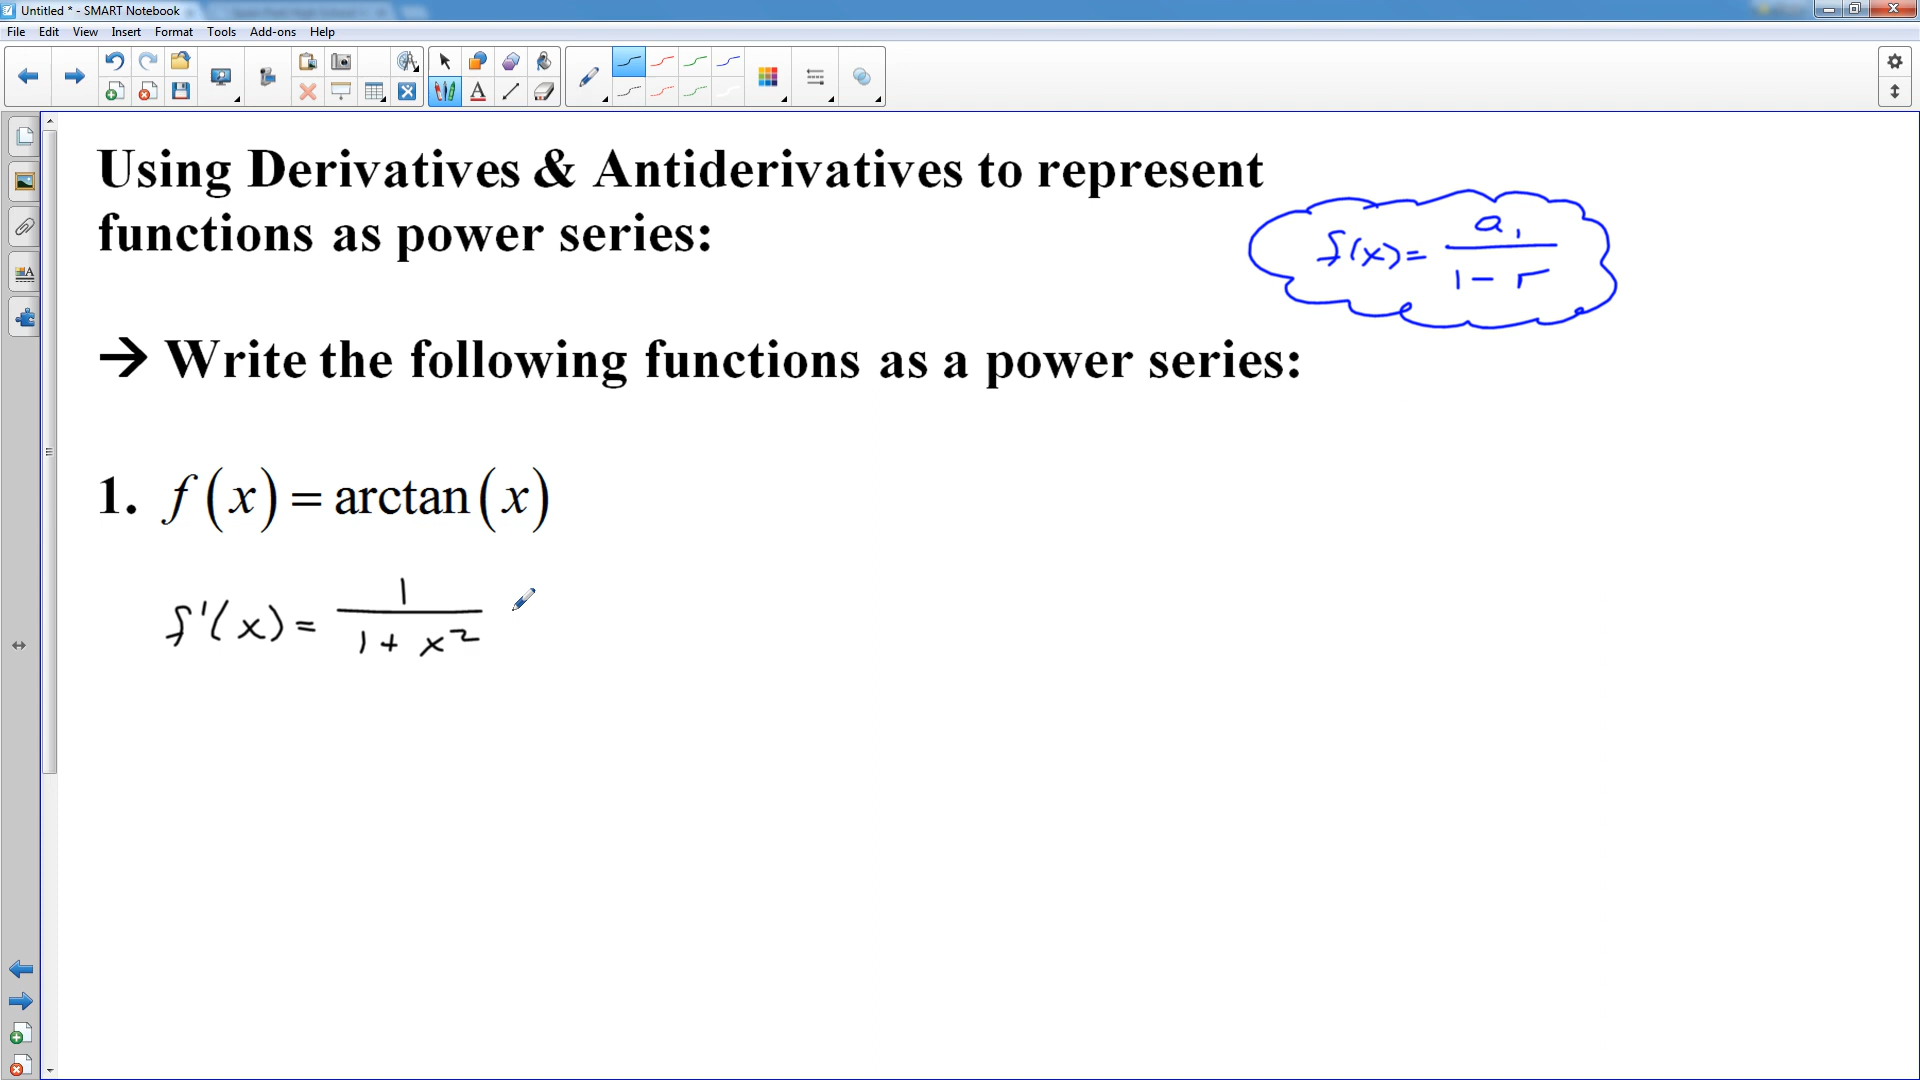 Untitled * - SMART Notebook
File Edit View Insert Format Tools Add-ons Help
Using Derivatives & Antiderivatives to represent
functions as power series:
f(x) = a₁ / (1 - r)
→ Write the following functions as a power series:
1. f(x) = arctan(x)
f'(x) = 1 / (1 + x²)